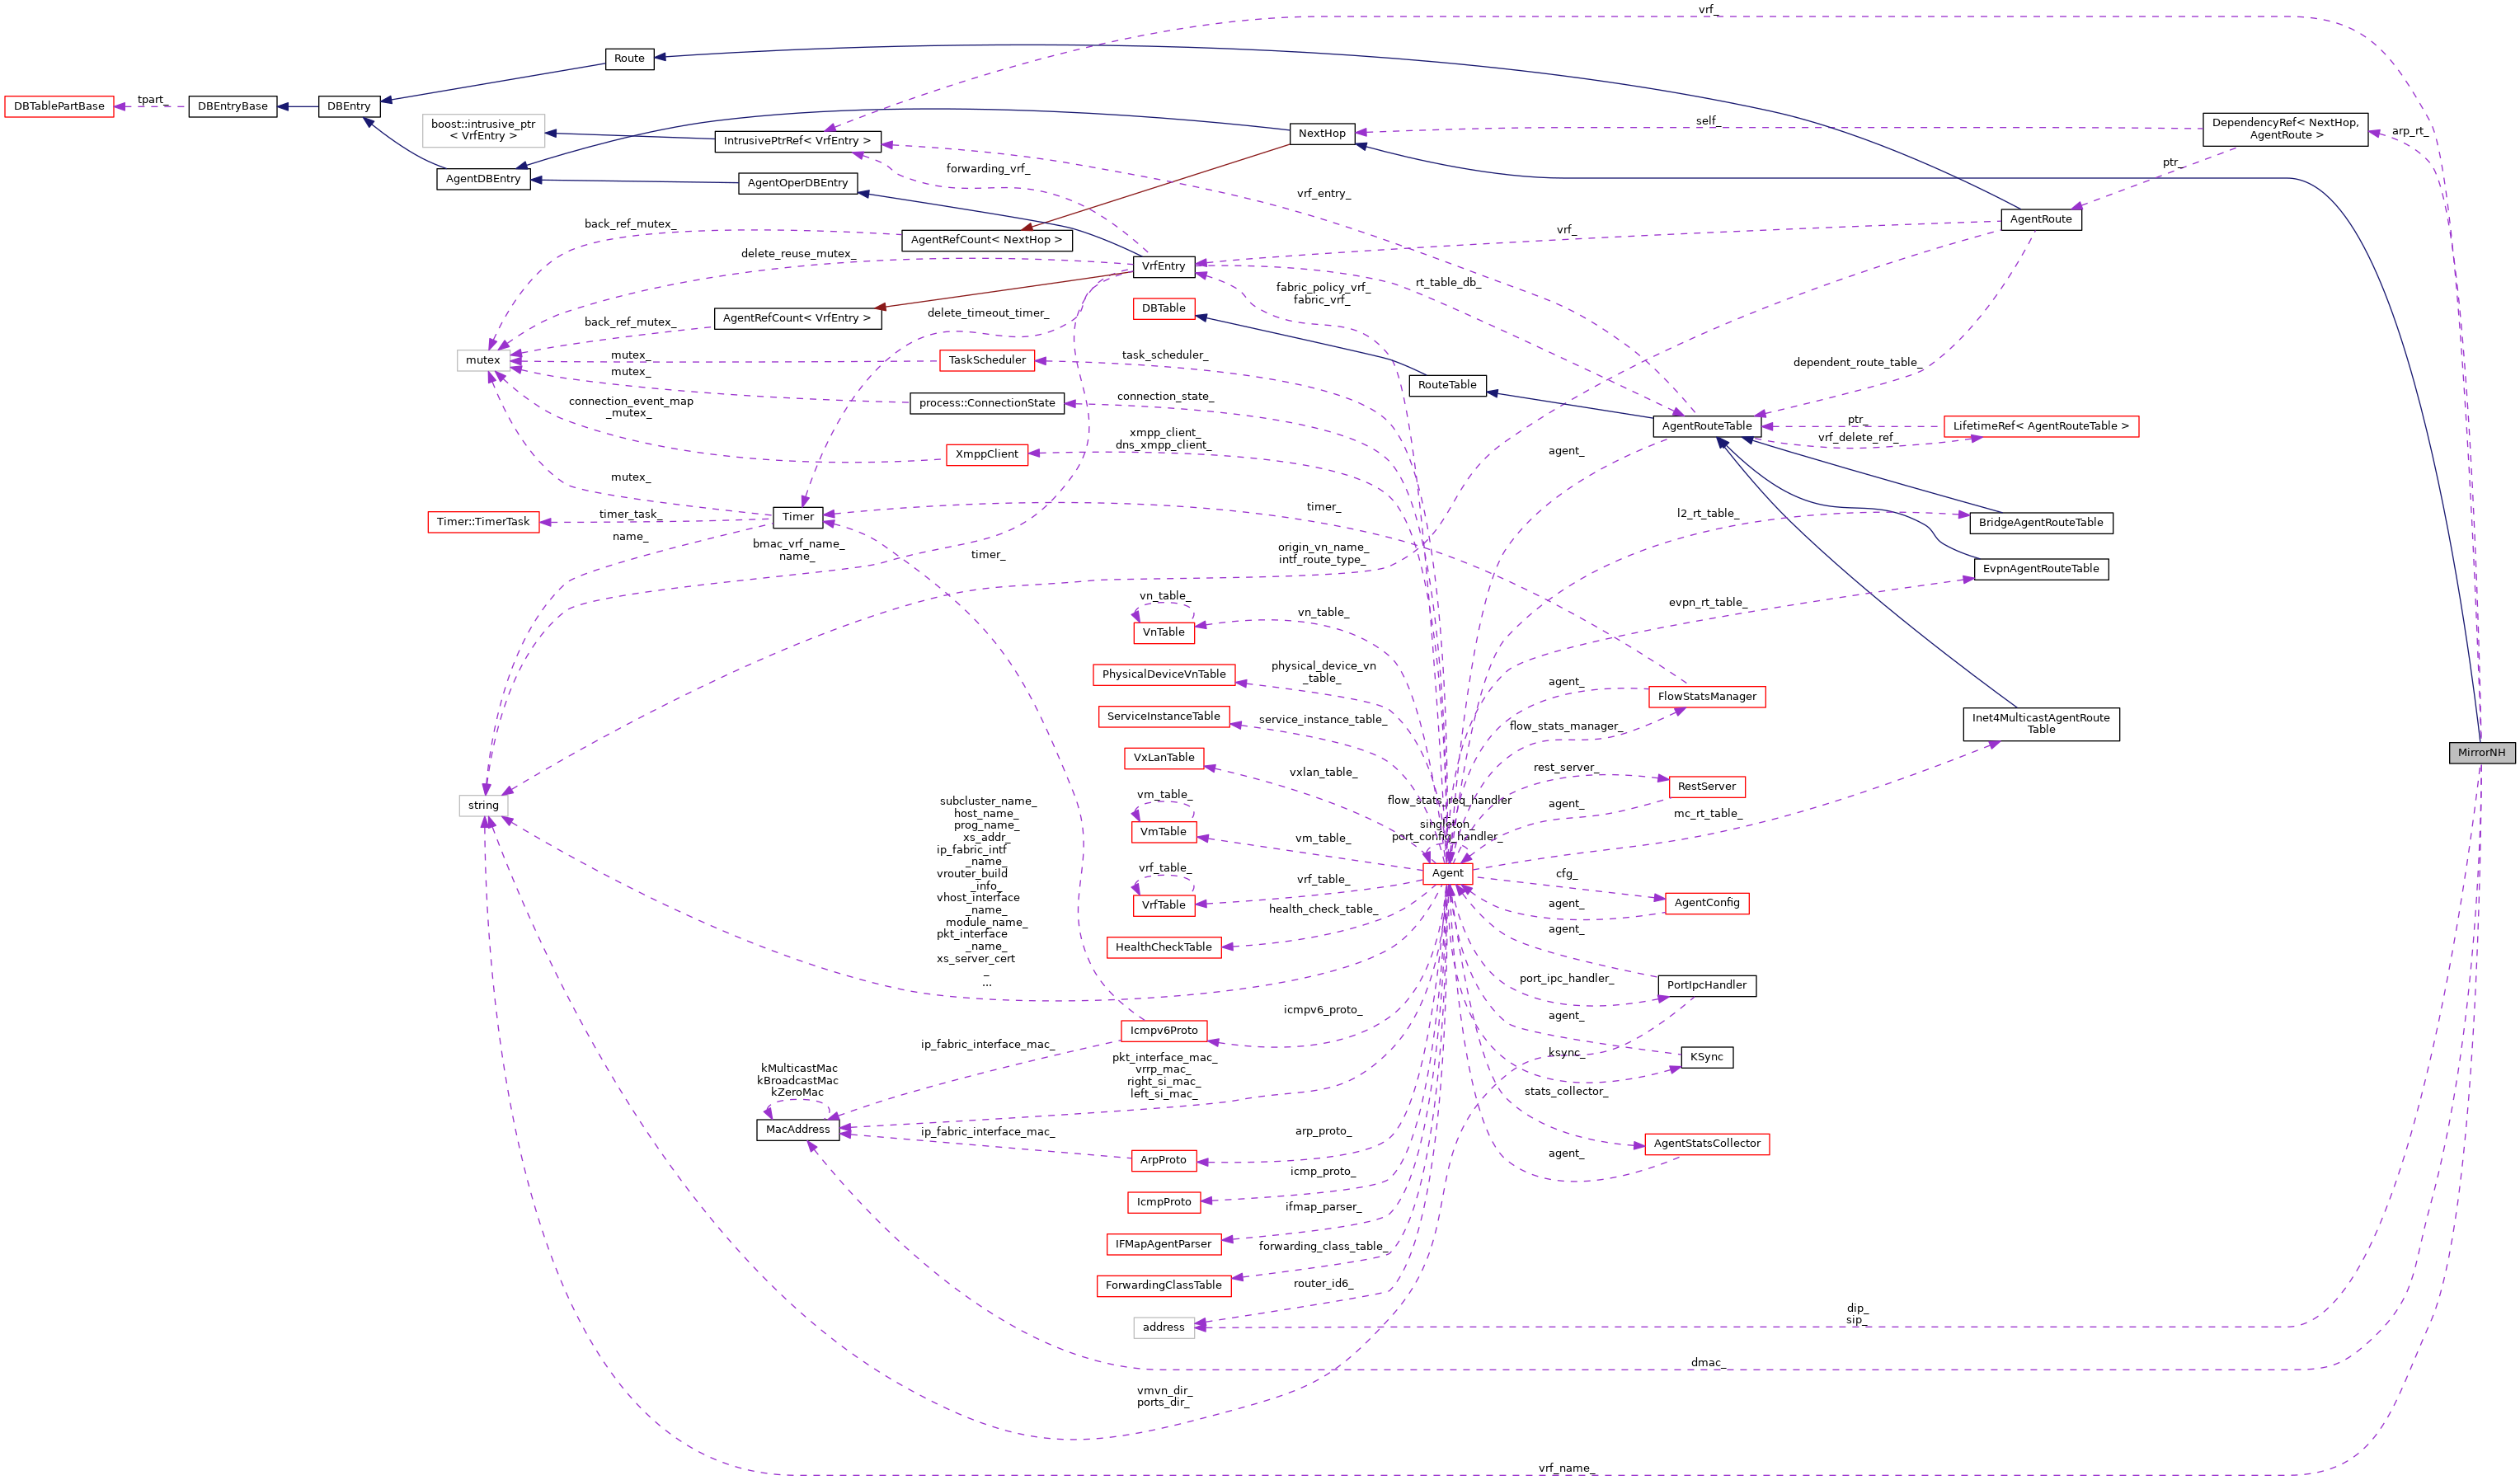 vrf_
Route
DBTablePartBase
tpart_
DBEntryBase
DBEntry
boost::intrusive_ptr
< VrfEntry >
IntrusivePtrRef< VrfEntry >
NextHop
self_
DependencyRef< NextHop,
AgentRoute >
arp_rt_
ptr_
AgentDBEntry
AgentOperDBEntry
forwarding_vrf_
vrf_entry_
AgentRoute
back_ref_mutex_
AgentRefCount< NextHop >
vrf_
delete_reuse_mutex_
VrfEntry
fabric_policy_vrf_
fabric_vrf_
rt_table_db_
DBTable
back_ref_mutex_
AgentRefCount< VrfEntry >
delete_timeout_timer_
mutex
mutex_
mutex_
TaskScheduler
task_scheduler_
dependent_route_table_
RouteTable
connection_event_map
_mutex_
process::ConnectionState
connection_state_
AgentRouteTable
ptr_
vrf_delete_ref_
LifetimeRef< AgentRouteTable >
XmppClient
xmpp_client_
dns_xmpp_client_
agent_
mutex_
Timer::TimerTask
timer_task_
name_
Timer
timer_
l2_rt_table_
BridgeAgentRouteTable
bmac_vrf_name_
name_
timer_
origin_vn_name_
intf_route_type_
EvpnAgentRouteTable
evpn_rt_table_
vn_table_
VnTable
vn_table_
PhysicalDeviceVnTable
physical_device_vn
_table_
agent_
FlowStatsManager
ServiceInstanceTable
service_instance_table_
flow_stats_manager_
Inet4MulticastAgentRoute
Table
MirrorNH
VxLanTable
vxlan_table_
rest_server_
RestServer
string
subcluster_name_
host_name_
prog_name_
xs_addr_
ip_fabric_intf
_name_
vrouter_build
_info_
vhost_interface
_name_
_module_name_
pkt_interface
_name_
xs_server_cert
_
...
vm_table_
VmTable
vm_table_
flow_stats_req_handler
singleton_
port_config_handler_
agent_
mc_rt_table_
vrf_table_
VrfTable
vrf_table_
Agent
cfg_
AgentConfig
agent_
HealthCheckTable
health_check_table_
agent_
port_ipc_handler_
PortIpcHandler
Icmpv6Proto
icmpv6_proto_
agent_
ip_fabric_interface_mac_
pkt_interface_mac_
vrrp_mac_
right_si_mac_
left_si_mac_
ksync_
KSync
kMulticastMac
kBroadcastMac
kZeroMac
MacAddress
stats_collector_
AgentStatsCollector
ip_fabric_interface_mac_
ArpProto
arp_proto_
agent_
IcmpProto
icmp_proto_
IFMapAgentParser
ifmap_parser_
ForwardingClassTable
forwarding_class_table_
address
router_id6_
dip_
sip_
dmac_
vmvn_dir_
ports_dir_
vrf_name_